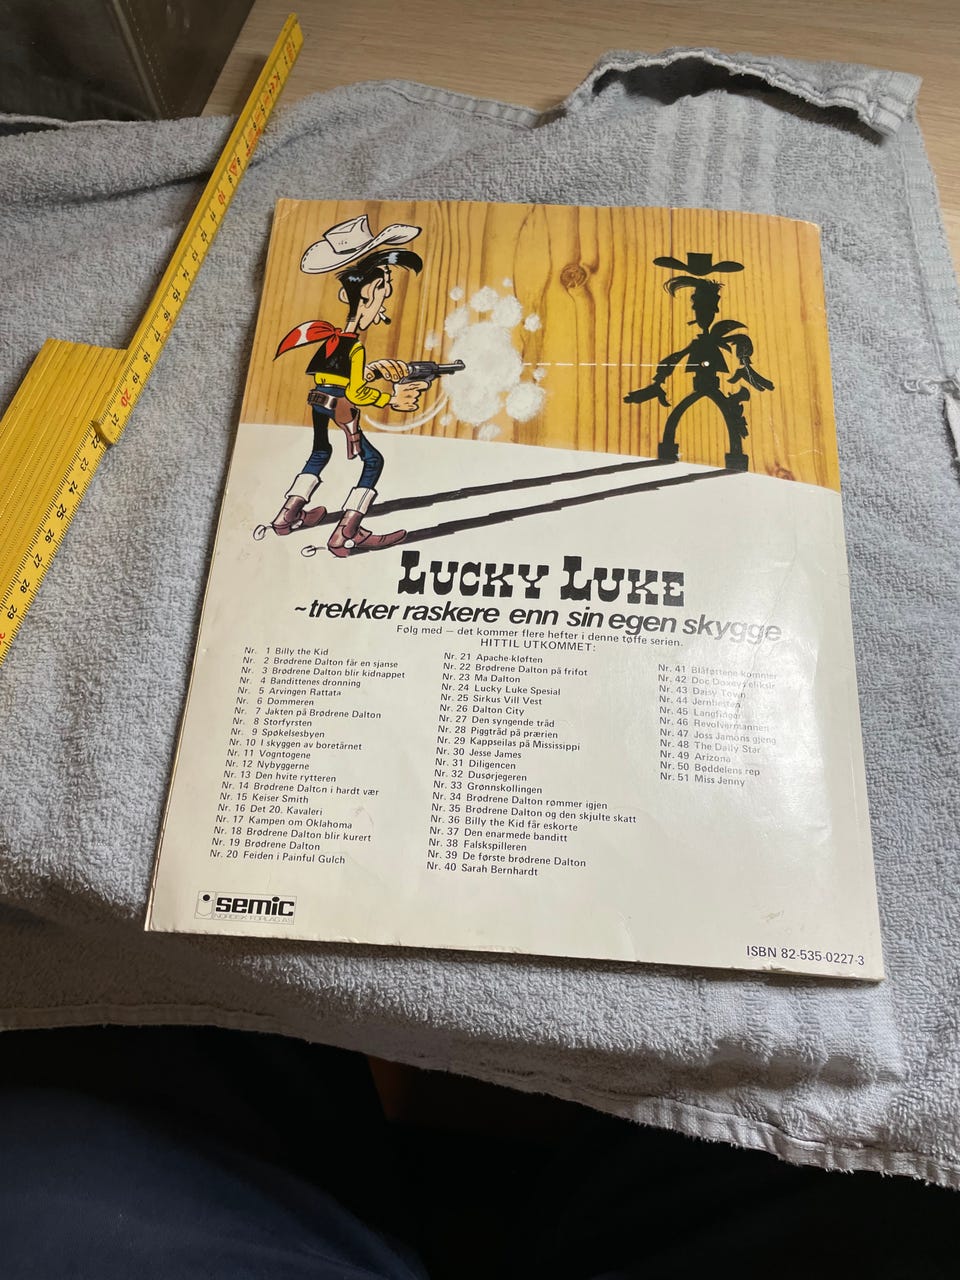 LUCKY LUKE
~trekker raskere enn sin egen skygge
Følg med — det kommer flere hefter i denne tøffe serien.
HITTIL UTKOMMET:
Nr. 1 Billy the Kid
Nr. 2 Brødrene Dalton får en sjanse
Nr. 3 Brødrene Dalton blir kidnappet
Nr. 4 Bandittenes dronning
Nr. 5 Arvingen Rattata
Nr. 6 Dommeren
Nr. 7 Jakten på Brødrene Dalton
Nr. 8 Storfyrsten
Nr. 9 Spøkelsesbyen
Nr. 10 I skyggen av boretårnet
Nr. 11 Vogntogene
Nr. 12 Nybyggerne
Nr. 13 Den hvite rytteren
Nr. 14 Brødrene Dalton i hardt vær
Nr. 15 Keiser Smith
Nr. 16 Det 20. Kavaleri
Nr. 17 Kampen om Oklahoma
Nr. 18 Brødrene Dalton blir kurert
Nr. 19 Brødrene Dalton
Nr. 20 Feiden i Painful Gulch
Nr. 21 Apache-kløften
Nr. 22 Brødrene Dalton på frifot
Nr. 23 Ma Dalton
Nr. 24 Lucky Luke Spesial
Nr. 25 Sirkus Vill Vest
Nr. 26 Dalton City
Nr. 27 Den syngende tråd
Nr. 28 Piggtråd på prærien
Nr. 29 Kappseilas på Mississippi
Nr. 30 Jesse James
Nr. 31 Diligencen
Nr. 32 Dusørjegeren
Nr. 33 Grønnskollingen
Nr. 34 Brødrene Dalton rømmer igjen
Nr. 35 Brødrene Dalton og den skjulte skatt
Nr. 36 Billy the Kid får eskorte
Nr. 37 Den enarmede banditt
Nr. 38 Falskspilleren
Nr. 39 De første brødrene Dalton
Nr. 40 Sarah Bernhardt
Nr. 41 Blåføttene kommer
Nr. 42 Doc Doxeys eliksir
Nr. 43 Daisy Town
Nr. 44 Jernhesten
Nr. 45 Langfinger
Nr. 46 Revolvermannen
Nr. 47 Joss Jamons gjeng
Nr. 48 The Daily Star
Nr. 49 Arizona
Nr. 50 Bøddelens rep
Nr. 51 Miss Jenny
semic
NORDISK FORLAG AS
ISBN 82-535-0227-3